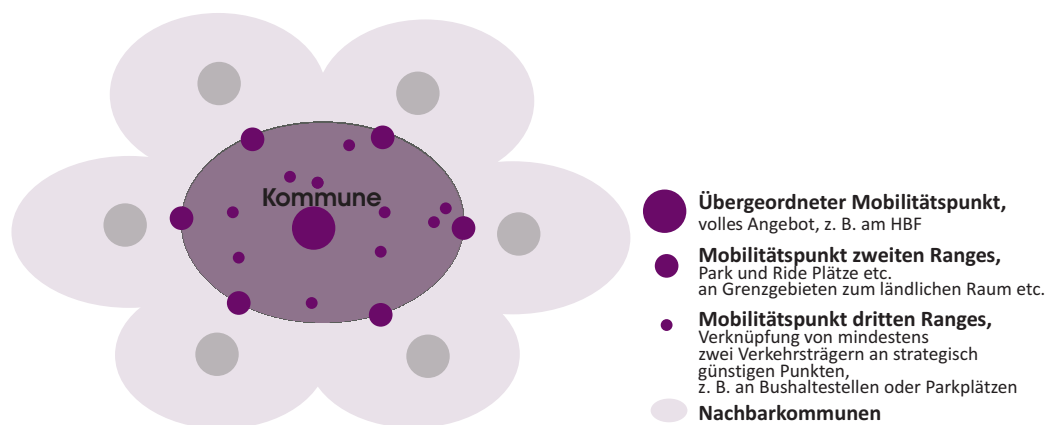 Kommune
Übergeordneter Mobilitätspunkt,
volles Angebot, z. B. am HBF
Mobilitätspunkt zweiten Ranges,
Park und Ride Plätze etc.
an Grenzgebieten zum ländlichen Raum etc.
Mobilitätspunkt dritten Ranges,
Verknüpfung von mindestens
zwei Verkehrsträgern an strategisch
günstigen Punkten,
z. B. an Bushaltestellen oder Parkplätzen
Nachbarkommunen